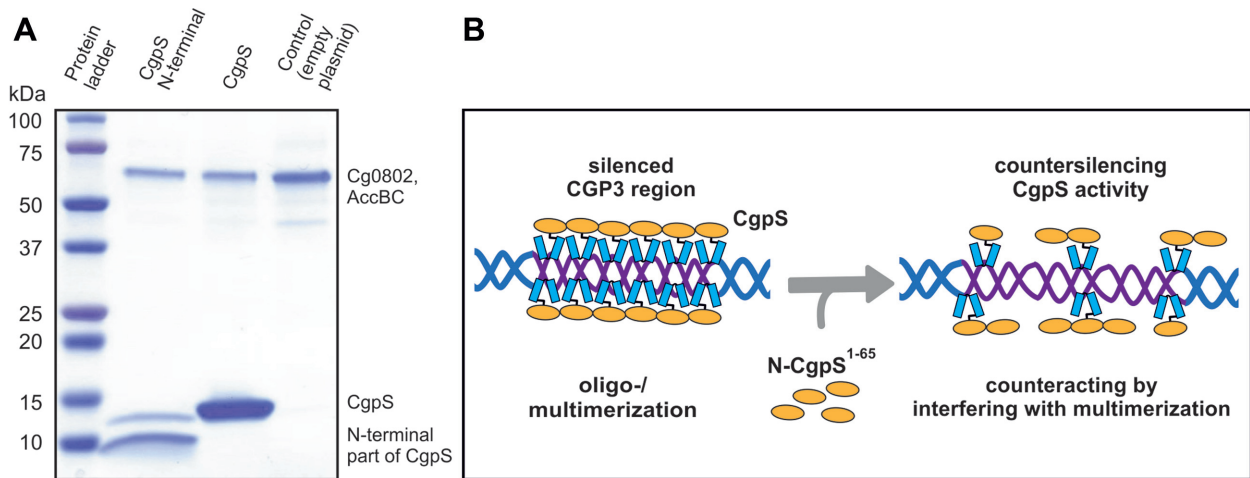 A
Protein
ladder
CgpS
N-terminal
CgpS
Control
(empty
plasmid)
kDa
100
75
50
37
25
20
15
10
Cg0802,
AccBC
CgpS
N-terminal
part of CgpS
B
silenced
CGP3 region
CgpS
oligo-/
multimerization
N-CgpS1-65
countersilencing
CgpS activity
counteracting by
interfering with multimerization